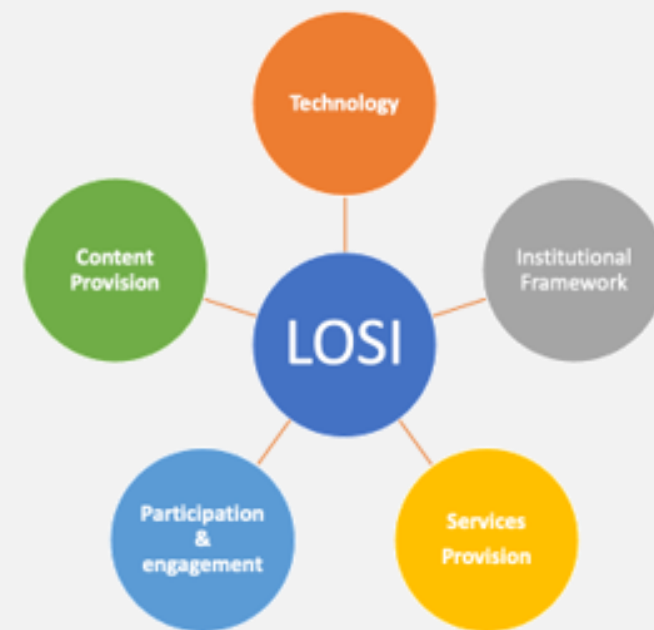 Technology
Content
Provision
Institutional
Framework
LOSI
Participation
&
engagement
Services
Provision